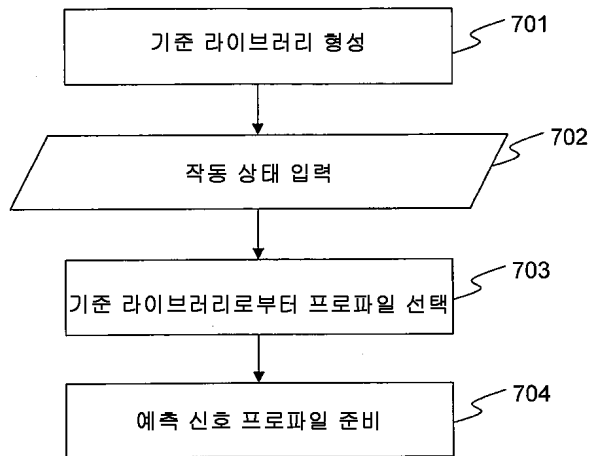 기준 라이브러리 형성
701
작동 상태 입력
702
기준 라이브러리로부터 프로파일 선택
703
예측 신호 프로파일 준비
704